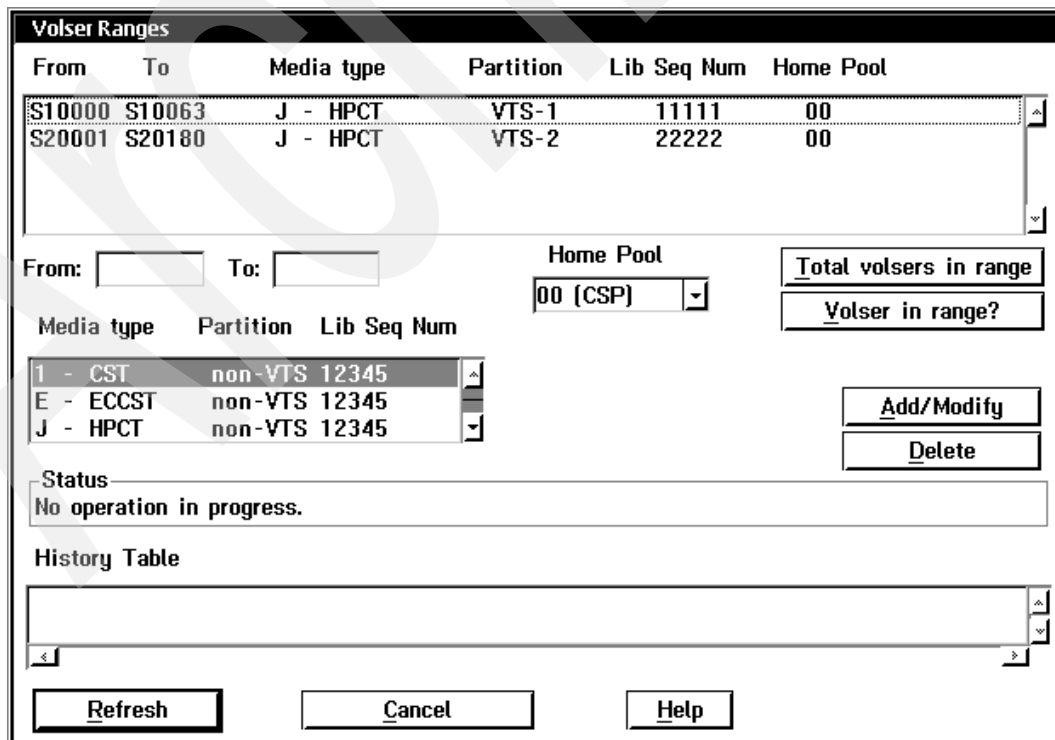 Volser Ranges
From To Media type Partition Lib Seq Num Home Pool
S10000 S10063 J - HPCT VTS-1 11111 00
S20001 S20180 J - HPCT VTS-2 22222 00
From: To: Home Pool Total volsers in range
00 (CSP) Volser in range?
Media type Partition Lib Seq Num
1 - CST non-VTS 12345
E - ECCST non-VTS 12345
J - HPCT non-VTS 12345
Add/Modify
Delete
Status
No operation in progress.
History Table
Refresh Cancel Help